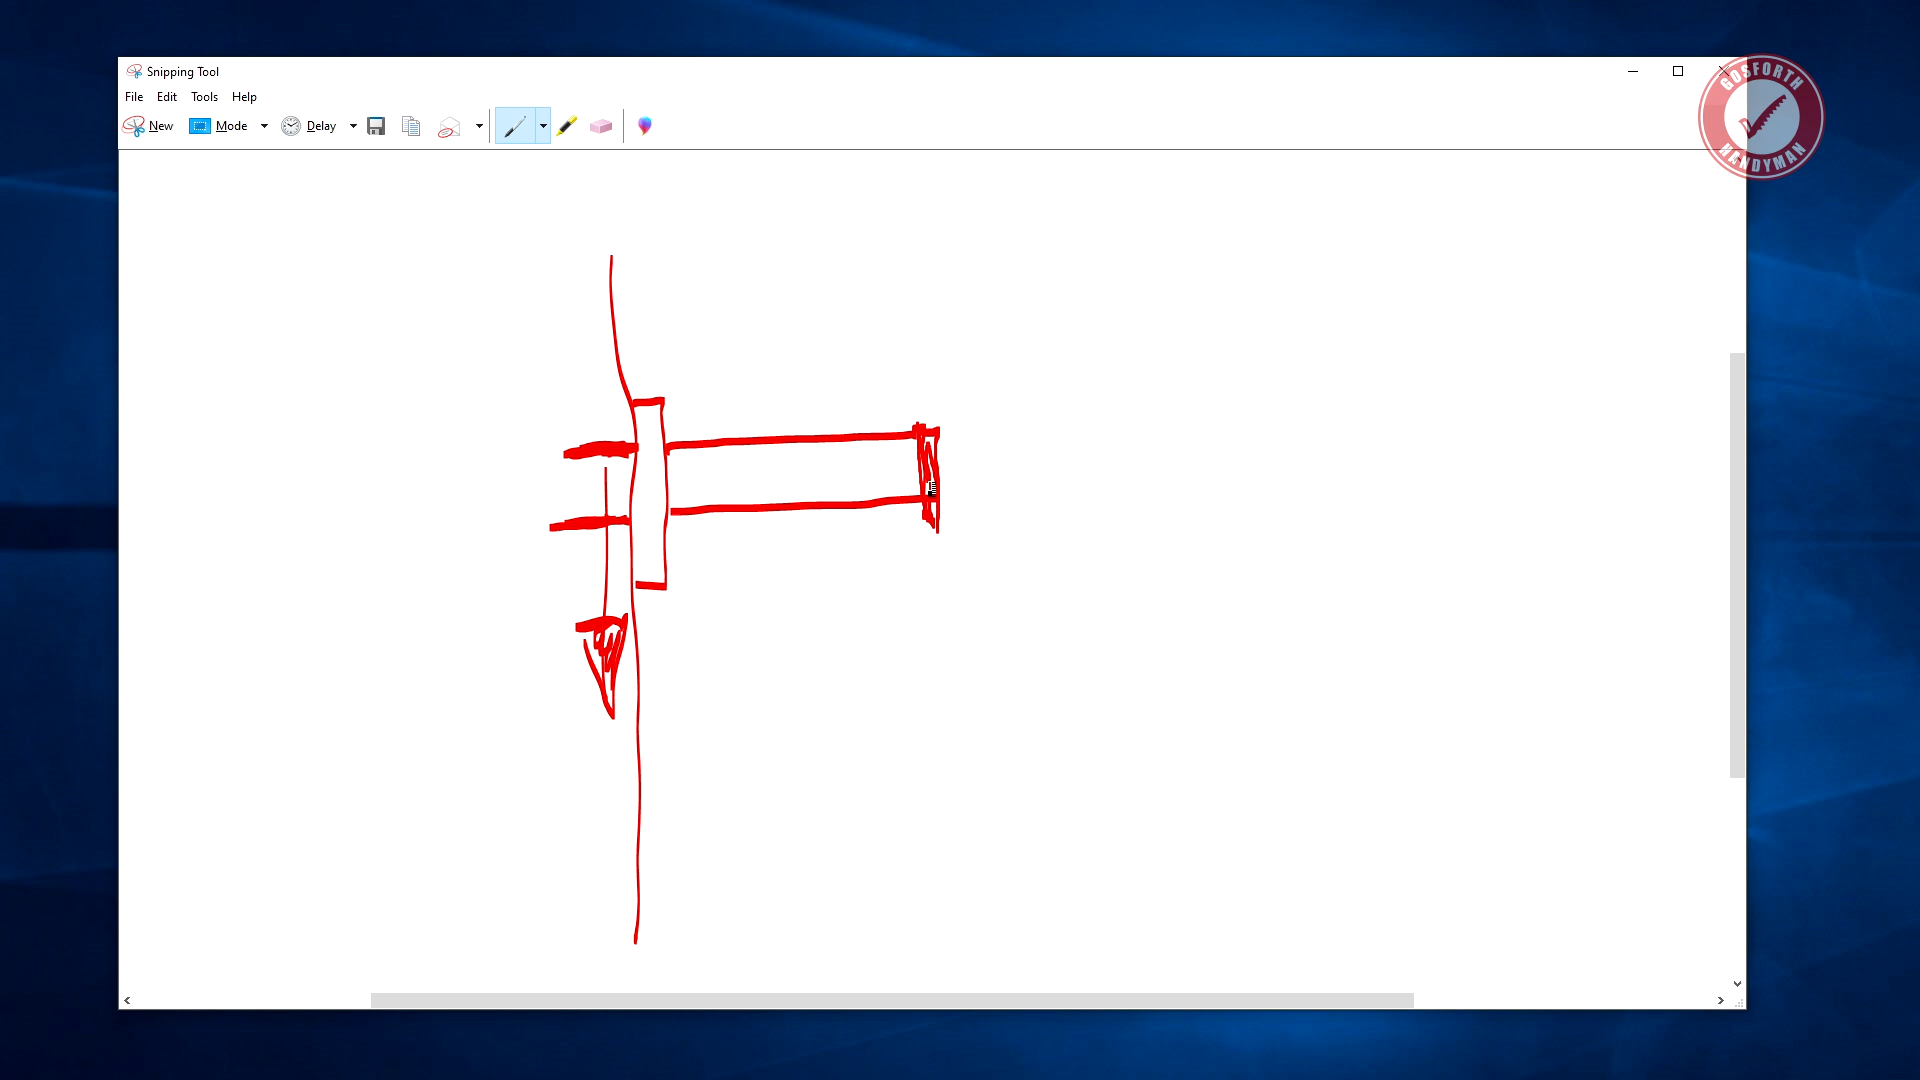 Snipping Tool
File Edit Tools Help
New Mode Delay
GOSFORTH
HANDYMAN